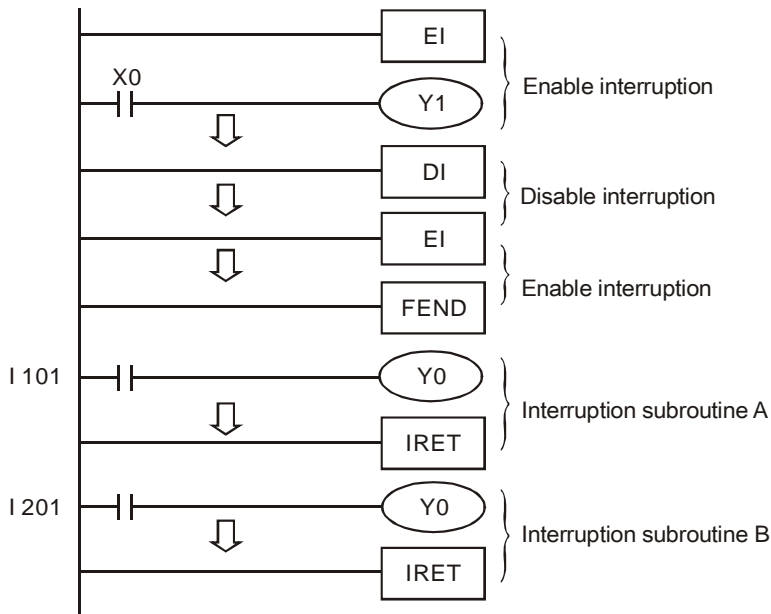 EI
Enable interruption
X0
Y1
DI
Disable interruption
EI
Enable interruption
FEND
I 101
Y0
Interruption subroutine A
IRET
I 201
Y0
Interruption subroutine B
IRET